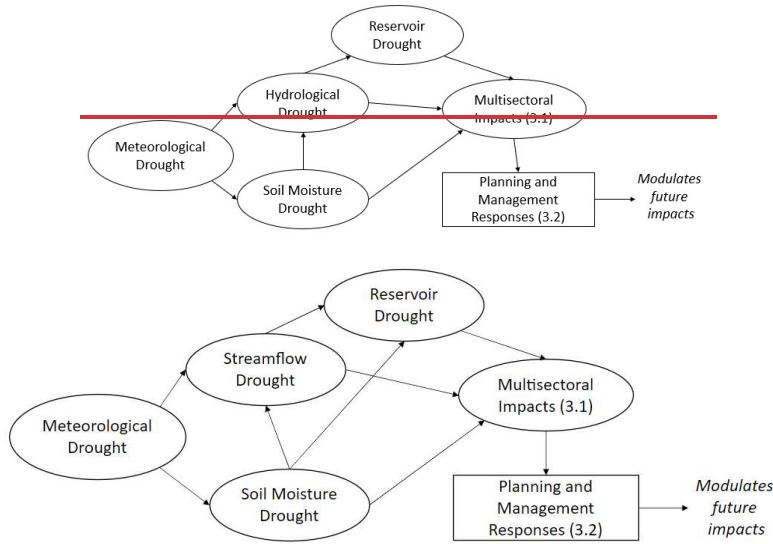 Reservoir
Drought
Hydrological
Drought
Multisectoral
Impacts (3.1)
Meteorological
Drought
Soil Moisture
Drought
Planning and
Management
Responses (3.2)
Modulates
future
impacts
Reservoir
Drought
Streamflow
Drought
Multisectoral
Impacts (3.1)
Meteorological
Drought
Soil Moisture
Drought
Planning and
Management
Responses (3.2)
Modulates
future
impacts